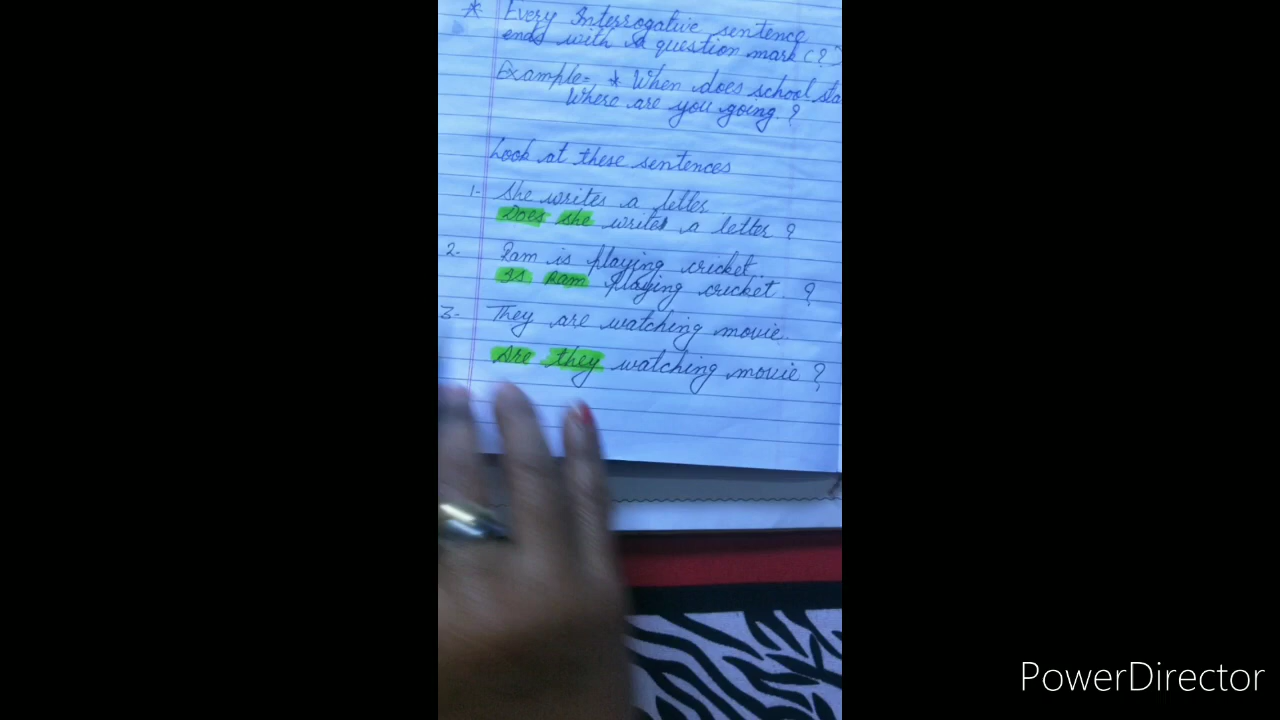 * Every Interrogative sentence
ends with a question mark (?)
Example- * When does school sta
Where are you going. ?
Look at these sentences
1- She writes a letter.
Does she write a letter ?
2- Ram is playing cricket.
Is Ram Playing cricket. ?
3- They are watching movie.
Are they watching movie ?
PowerDirector